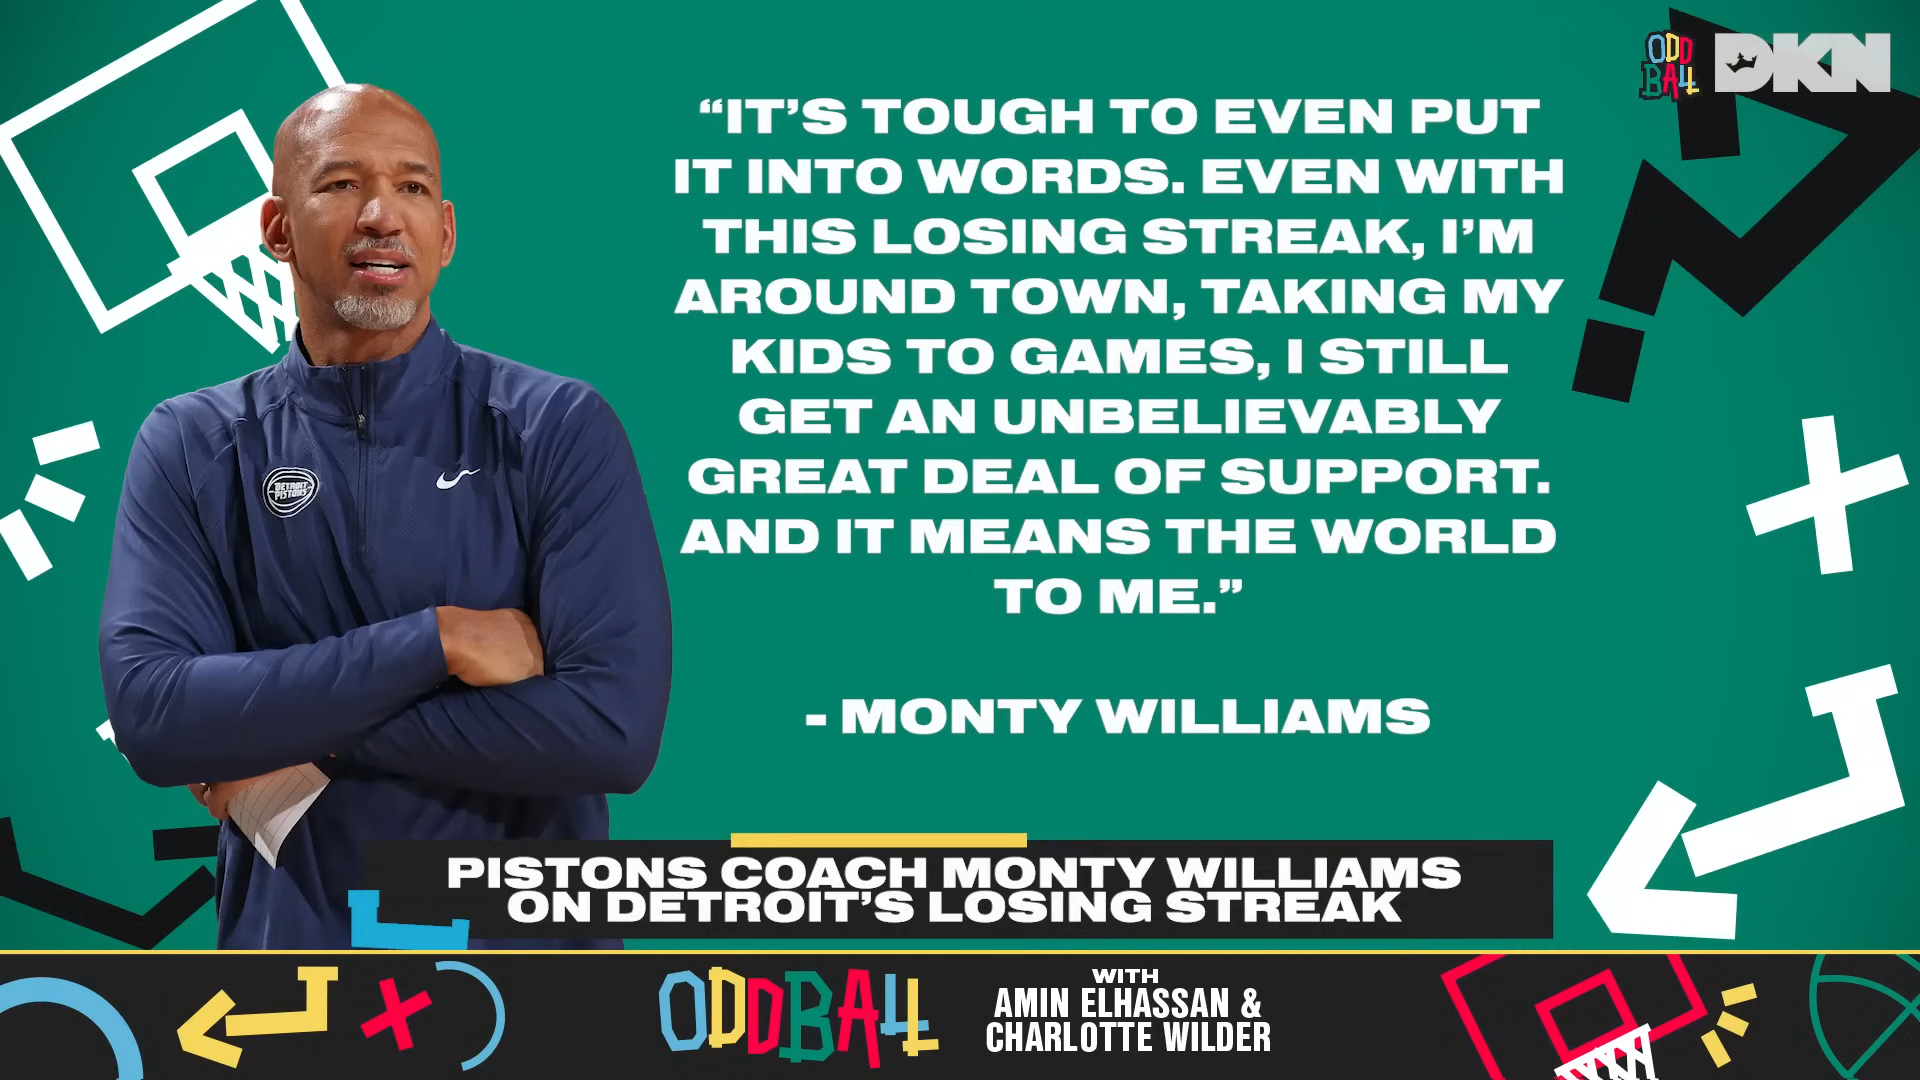 ODD
BALL
DKN
“IT’S TOUGH TO EVEN PUT
IT INTO WORDS. EVEN WITH
THIS LOSING STREAK, I’M
AROUND TOWN, TAKING MY
KIDS TO GAMES, I STILL
GET AN UNBELIEVABLY
GREAT DEAL OF SUPPORT.
AND IT MEANS THE WORLD
TO ME.”
- MONTY WILLIAMS
DETROIT
PISTONS
PISTONS COACH MONTY WILLIAMS
ON DETROIT’S LOSING STREAK
ODDBALL
WITH
AMIN ELHASSAN &
CHARLOTTE WILDER